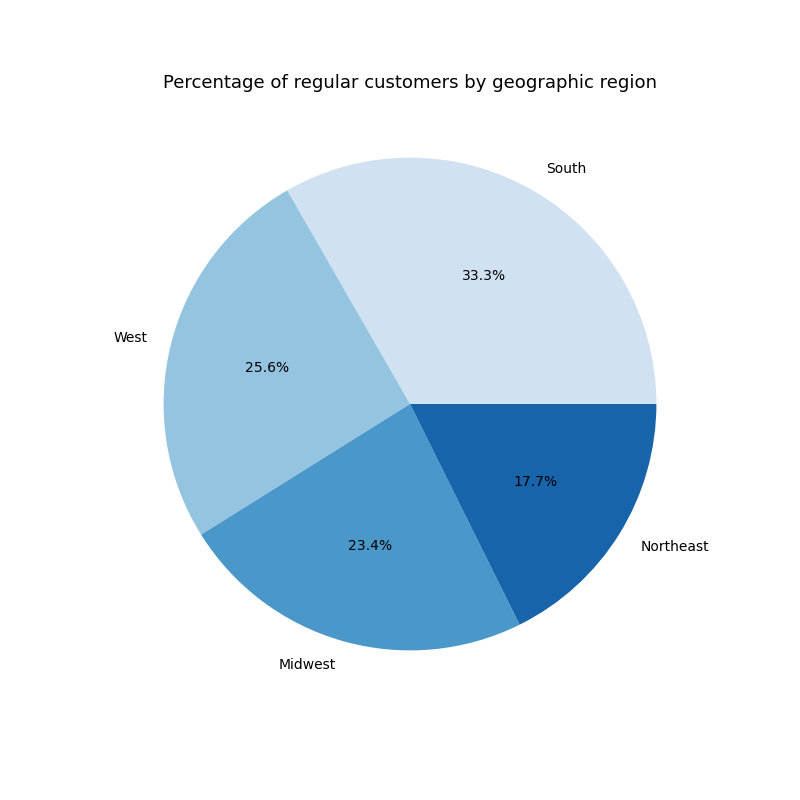 Percentage of regular customers by geographic region
South
33.3%
West
25.6%
17.7%
23.4%
Northeast
Midwest